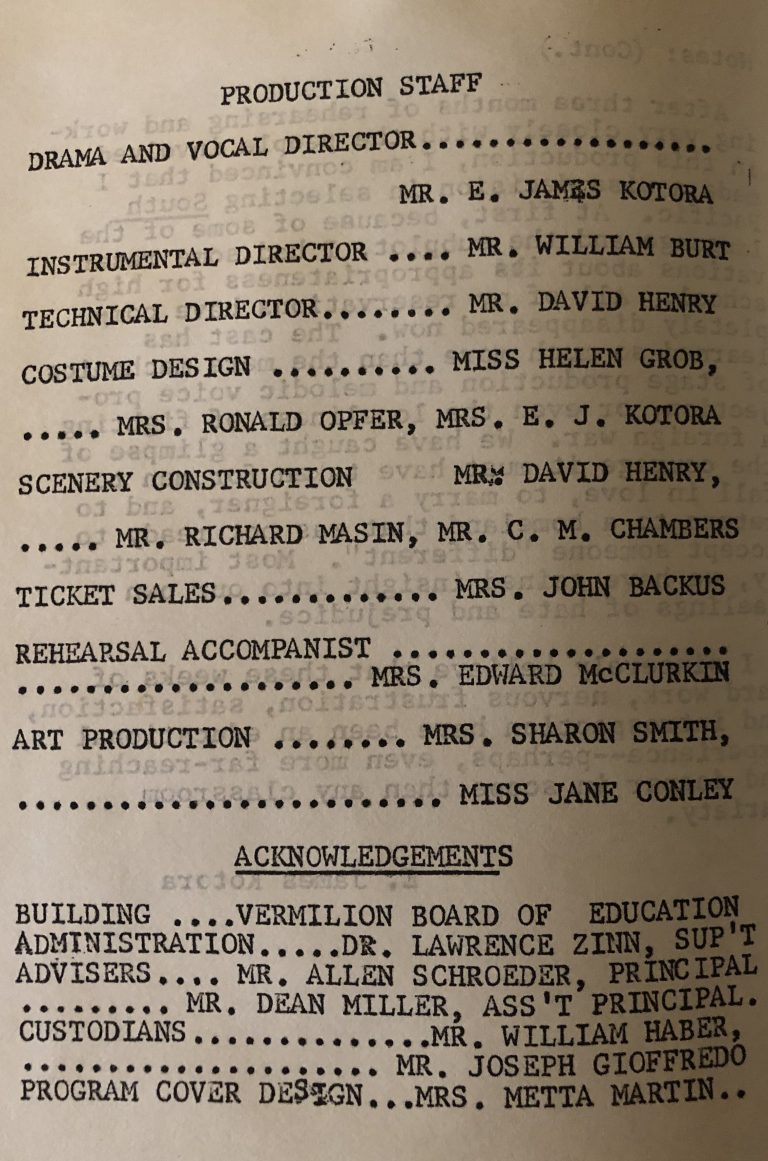 PRODUCTION STAFF
DRAMA AND VOCAL DIRECTOR..................
MR. E. JAMES KOTORA
INSTRUMENTAL DIRECTOR .... MR. WILLIAM BURT
TECHNICAL DIRECTOR........ MR. DAVID HENRY
COSTUME DESIGN .......... MISS HELEN GROB,
..... MRS. RONALD OPFER, MRS. E. J. KOTORA
SCENERY CONSTRUCTION MR. DAVID HENRY,
..... MR. RICHARD MASIN, MR. C. M. CHAMBERS
TICKET SALES............. MRS. JOHN BACKUS
REHEARSAL ACCOMPANIST .....................
.................... MRS. EDWARD McCLURKIN
ART PRODUCTION ........ MRS. SHARON SMITH,
.......................... MISS JANE CONLEY
ACKNOWLEDGEMENTS
BUILDING ....VERMILION BOARD OF EDUCATION
ADMINISTRATION.....DR. LAWRENCE ZINN, SUP'T
ADVISERS.... MR. ALLEN SCHROEDER, PRINCIPAL
......... MR. DEAN MILLER, ASS'T PRINCIPAL.
CUSTODIANS..............MR. WILLIAM HABER,
..................... MR. JOSEPH GIOFFREDO
PROGRAM COVER DESIGN...MRS. METTA MARTIN..